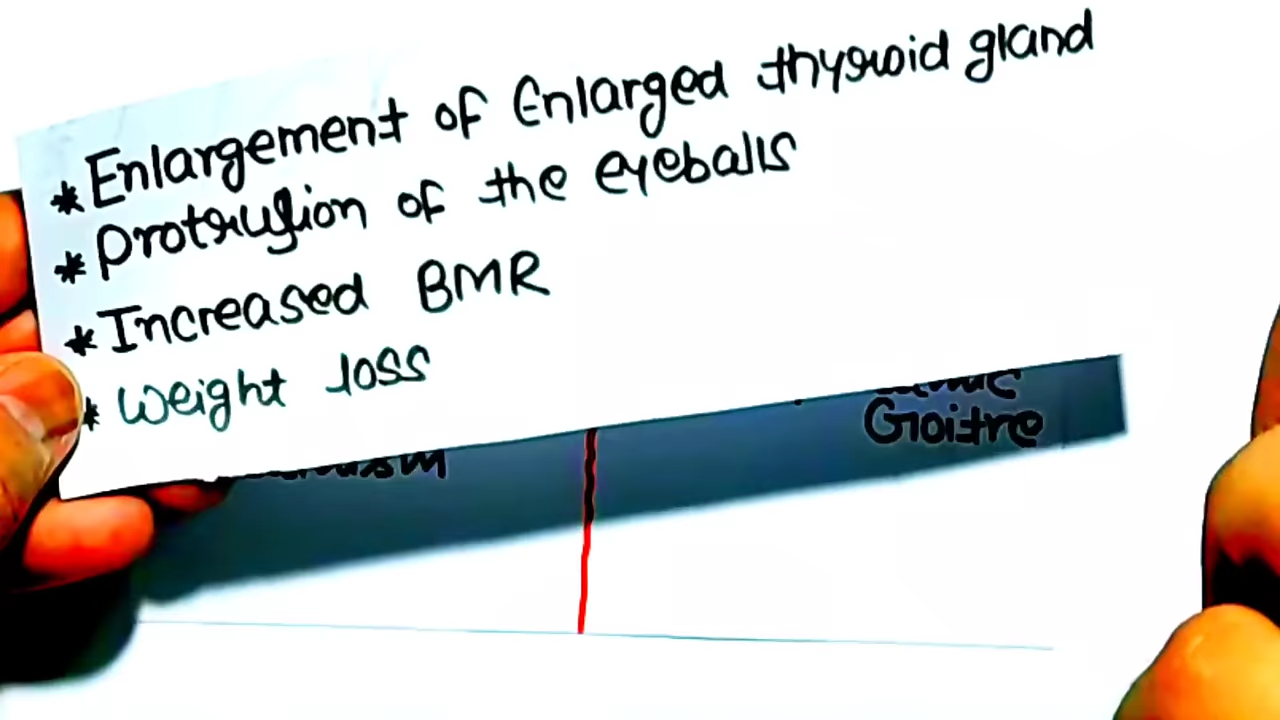 * Enlargement of Enlarged thyroid gland
* Protrusion of the eyeballs
* Increased BMR
* Weight loss
Goitre